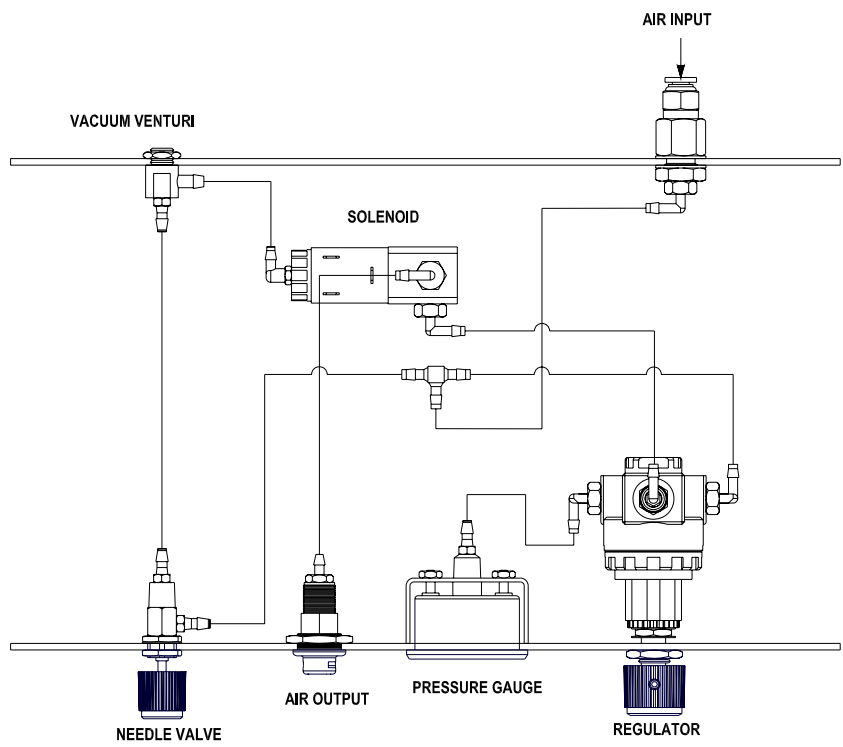 AIR INPUT
VACUUM VENTURI
SOLENOID
AIR OUTPUT
PRESSURE GAUGE
REGULATOR
NEEDLE VALVE